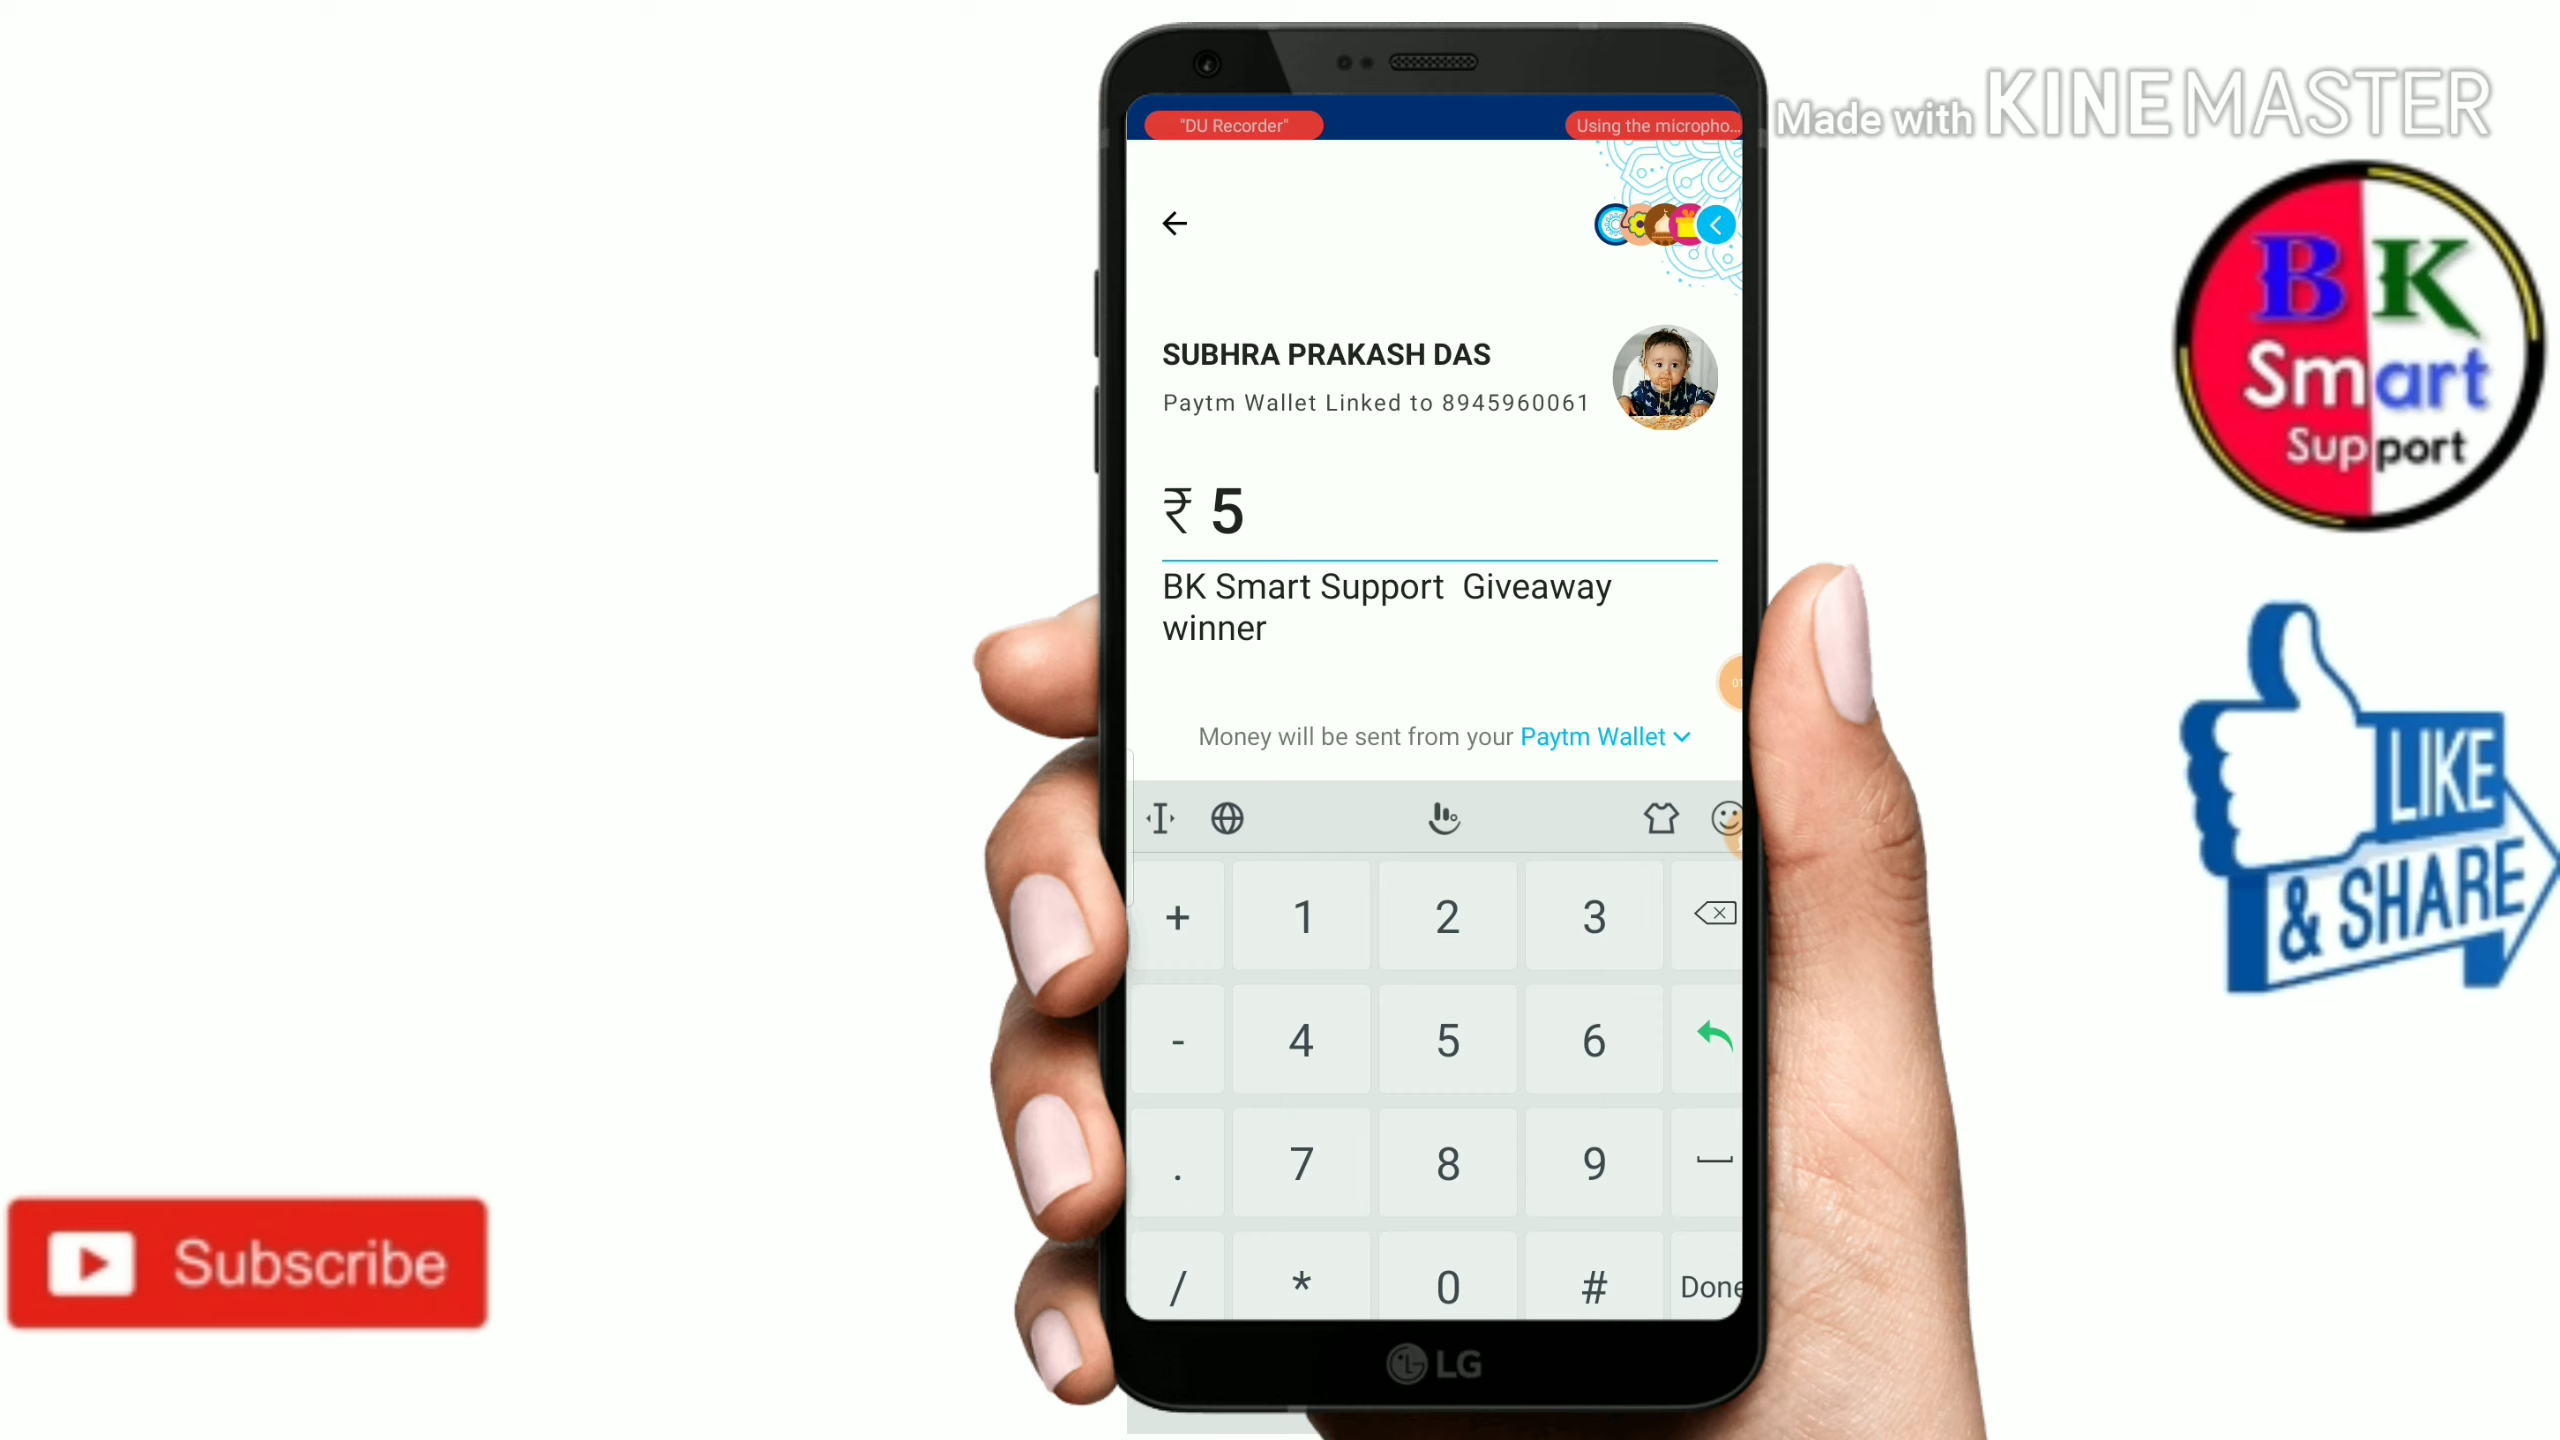 "DU Recorder"
Using the micropho...
Made with KINEMASTER
SUBHRA PRAKASH DAS
Paytm Wallet Linked to 8945960061
₹ 5
BK Smart Support  Giveaway
winner
01
Money will be sent from your Paytm Wallet
+ 1 2 3
- 4 5 6
. 7 8 9
/ * 0 # Done
LG
B K
Smart
Support
LIKE
& SHARE
Subscribe